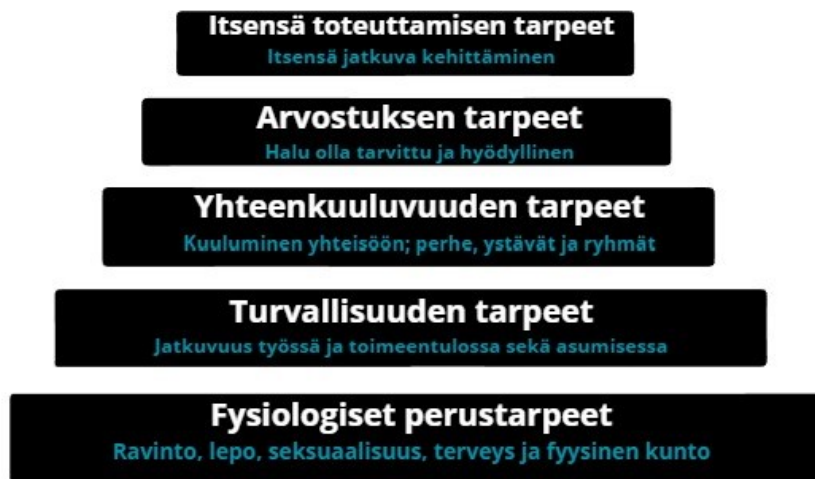 Itsensä toteuttamisen tarpeet
Itsensä jatkuva kehittäminen
Arvostuksen tarpeet
Halu olla tarvittu ja hyödyllinen
Yhteenkuuluvuuden tarpeet
Kuuluminen yhteisöön; perhe, ystävät ja ryhmät
Turvallisuuden tarpeet
Jatkuvuus työssä ja toimeentulossa sekä asumisessa
Fysiologiset perustarpeet
Ravinto, lepo, seksuaalisuus, terveys ja fyysinen kunto